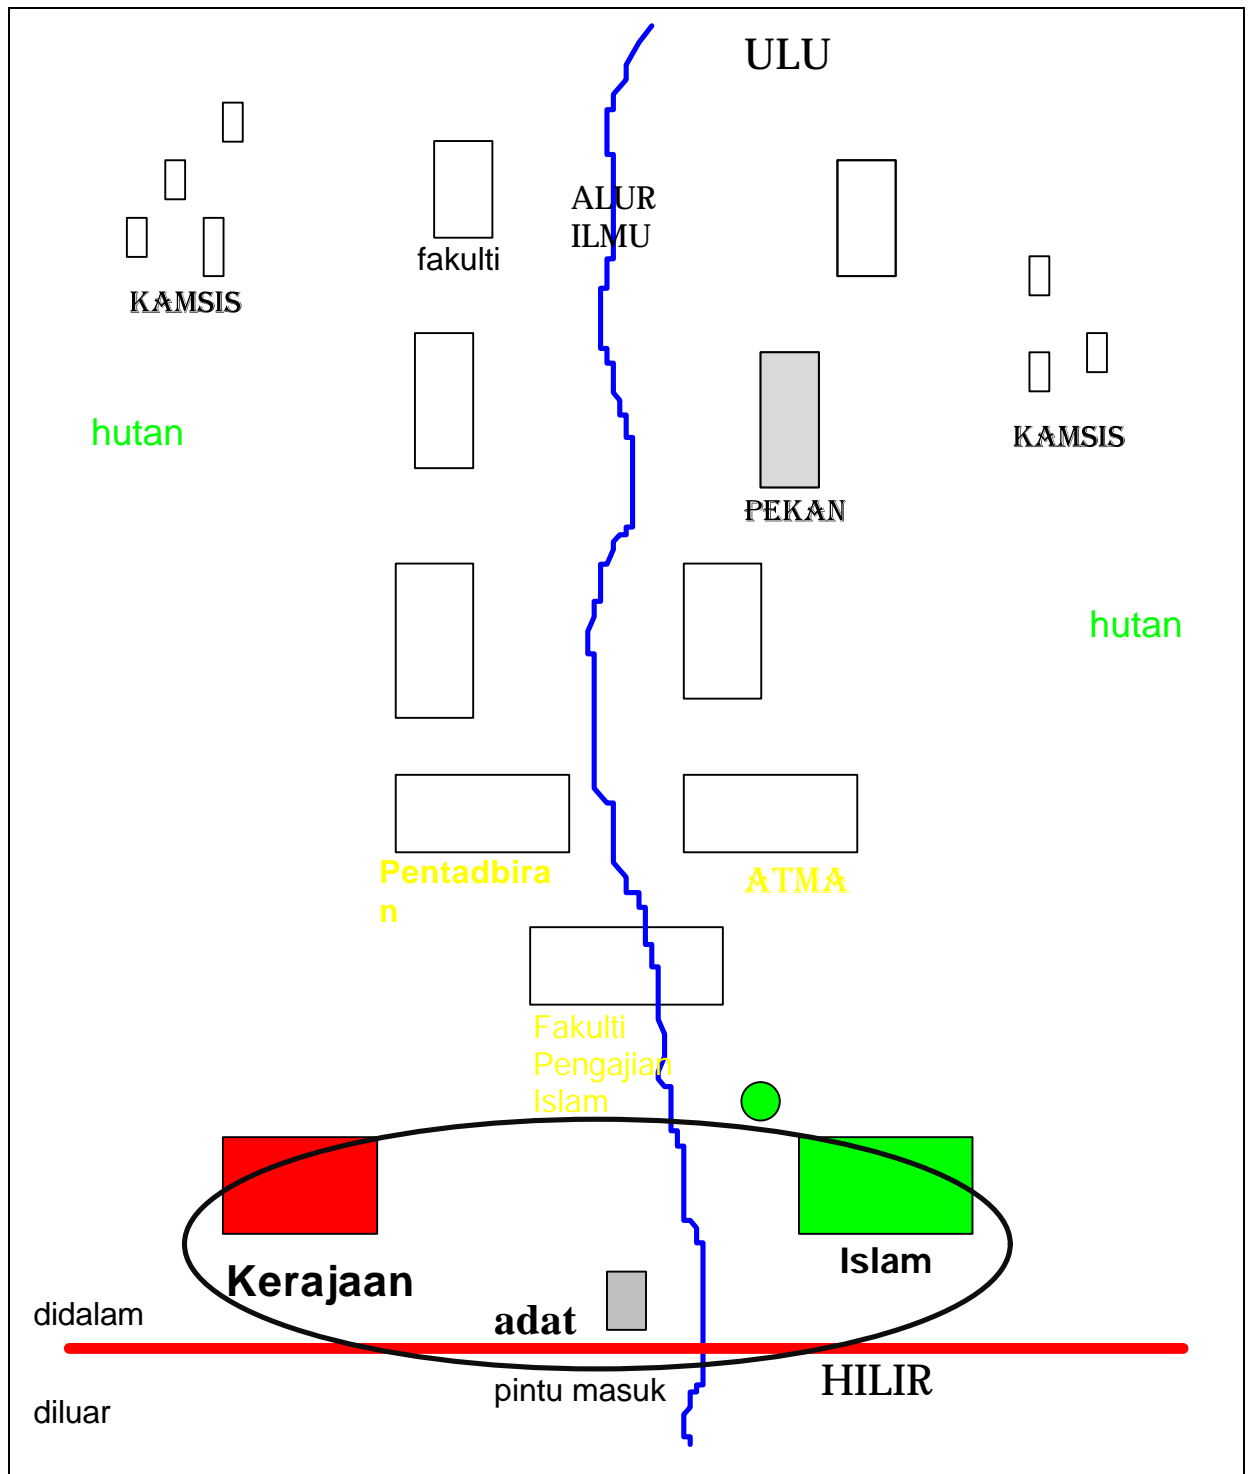 ULU
ALUR
ILMU
fakulti
KAMSIS
hutan
KAMSIS
PEKAN
hutan
Pentadbira
n
ATMA
Fakulti
Pengajian
Islam
Islam
Kerajaan
didalam
adat
HILIR
pintu masuk
diluar